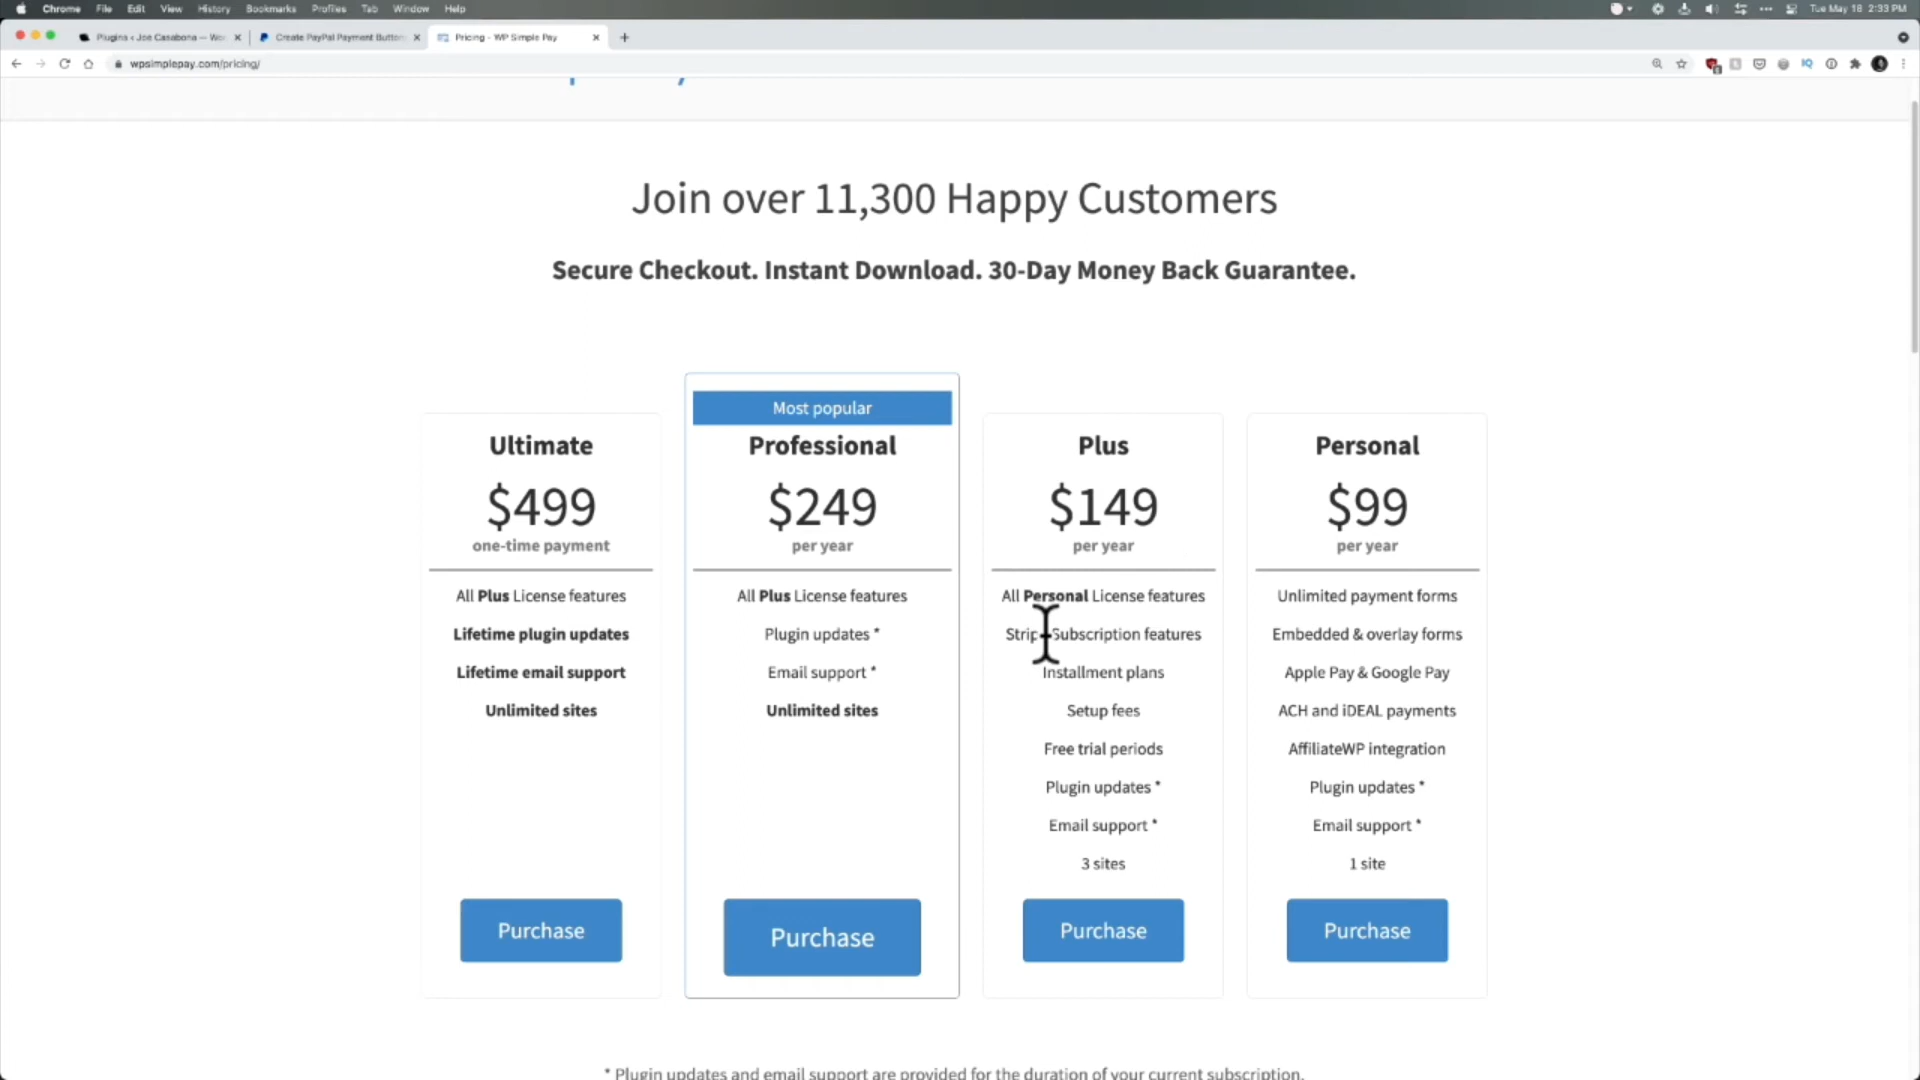 Chrome File Edit View History Bookmarks Profiles Tab Window Help
Tue May 18 2:33 PM
Plugins ‹ Joe Casabona — Wo
Create PayPal Payment Button
Pricing - WP Simple Pay
wpsimplepay.com/pricing/
Join over 11,300 Happy Customers
Secure Checkout. Instant Download. 30-Day Money Back Guarantee.
Ultimate
$499
one-time payment
All Plus License features
Lifetime plugin updates
Lifetime email support
Unlimited sites
Purchase
Most popular
Professional
$249
per year
All Plus License features
Plugin updates *
Email support *
Unlimited sites
Purchase
Plus
$149
per year
All Personal License features
Strip Subscription features
Installment plans
Setup fees
Free trial periods
Plugin updates *
Email support *
3 sites
Purchase
Personal
$99
per year
Unlimited payment forms
Embedded & overlay forms
Apple Pay & Google Pay
ACH and iDEAL payments
AffiliateWP integration
Plugin updates *
Email support *
1 site
Purchase
* Plugin updates and email support are provided for the duration of your current subscription.